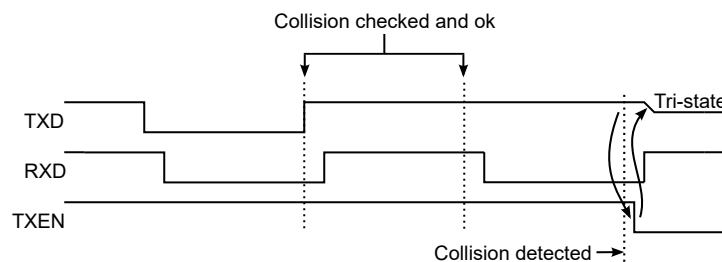 Collision checked and ok
Tri-state
TXD
RXD
TXEN
Collision detected